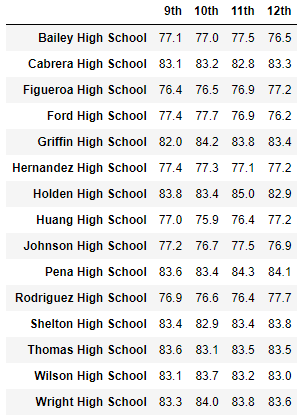 9th 10th 11th 12th
Bailey High School 77.1 77.0 77.5 76.5
Cabrera High School 83.1 83.2 82.8 83.3
Figueroa High School 76.4 76.5 76.9 77.2
Ford High School 77.4 77.7 76.9 76.2
Griffin High School 82.0 84.2 83.8 83.4
Hernandez High School 77.4 77.3 77.1 77.2
Holden High School 83.8 83.4 85.0 82.9
Huang High School 77.0 75.9 76.4 77.2
Johnson High School 77.2 76.7 77.5 76.9
Pena High School 83.6 83.4 84.3 84.1
Rodriguez High School 76.9 76.6 76.4 77.7
Shelton High School 83.4 82.9 83.4 83.8
Thomas High School 83.6 83.1 83.5 83.5
Wilson High School 83.1 83.7 83.2 83.0
Wright High School 83.3 84.0 83.8 83.6